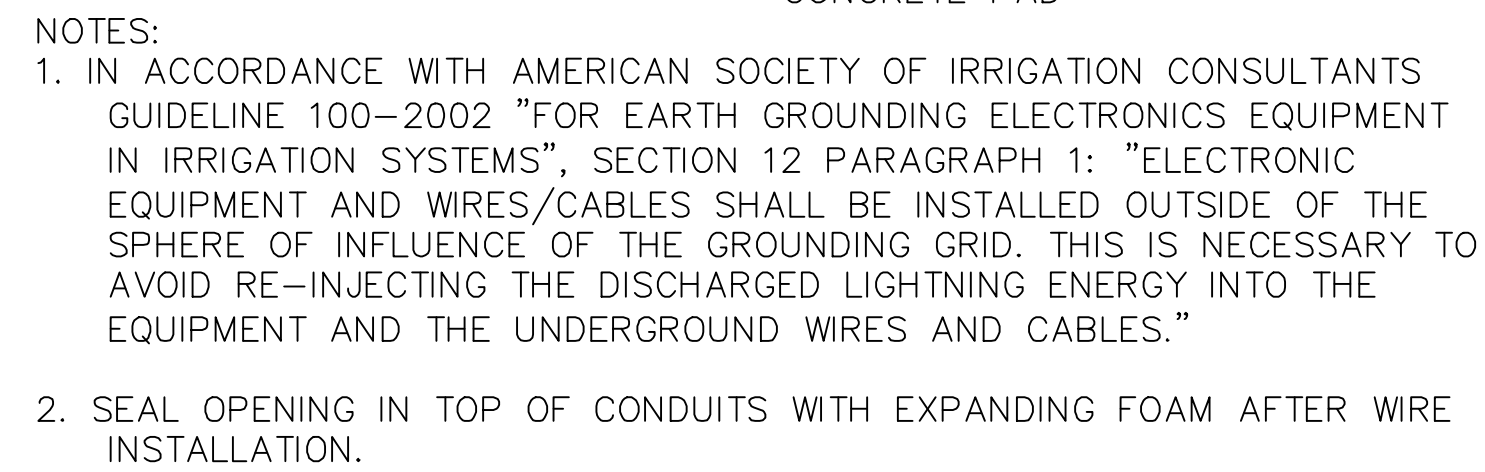 NOTES:
1. IN ACCORDANCE WITH AMERICAN SOCIETY OF IRRIGATION CONSULTANTS
GUIDELINE 100-2002 "FOR EARTH GROUNDING ELECTRONICS EQUIPMENT
IN IRRIGATION SYSTEMS", SECTION 12 PARAGRAPH 1: "ELECTRONIC
EQUIPMENT AND WIRES/CABLES SHALL BE INSTALLED OUTSIDE OF THE
SPHERE OF INFLUENCE OF THE GROUNDING GRID. THIS IS NECESSARY TO
AVOID RE-INJECTING THE DISCHARGED LIGHTNING ENERGY INTO THE
EQUIPMENT AND THE UNDERGROUND WIRES AND CABLES."
2. SEAL OPENING IN TOP OF CONDUITS WITH EXPANDING FOAM AFTER WIRE
INSTALLATION.